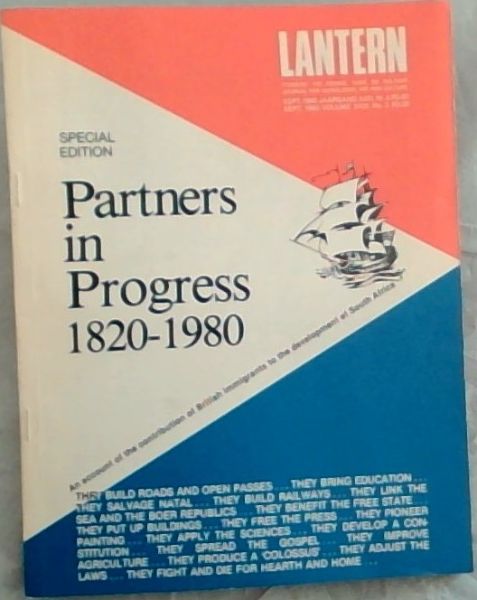 LANTERN
SPECIAL
EDITION
Partners
in
Progress
1820-1980
An account of the contribution of British immigrants to the development of South Africa
THEY BUILD ROADS AND OPEN PASSES ... THEY BRING EDUCATION ...
THEY SALVAGE NATAL ... THEY BUILD RAILWAYS ... THEY LINK THE
SEA AND THE BOER REPUBLICS ... THEY BENEFIT THE FREE STATE ...
THEY PUT UP BUILDINGS ... THEY FREE THE PRESS ... THEY PIONEER
PAINTING ... THEY APPLY THE SCIENCES ... THEY DEVELOP A CON-
STITUTION ... THEY SPREAD THE GOSPEL ... THEY IMPROVE
AGRICULTURE ... THEY PRODUCE A 'COLOSSUS' ... THEY ADJUST THE
LAWS ... THEY FIGHT AND DIE FOR HEARTH AND HOME ...